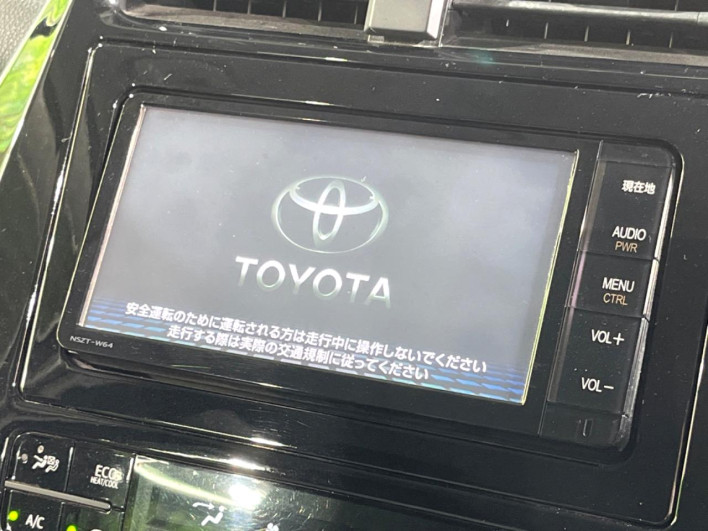 TOYOTA
安全運転のために運転される方は走行中に操作しないでください
走行する際は実際の交通規制に従ってください
NSZT-W64
現在地
AUDIO
PWR
MENU
CTRL
VOL+
VOL−
ECO
HEAT/COOL
A/C